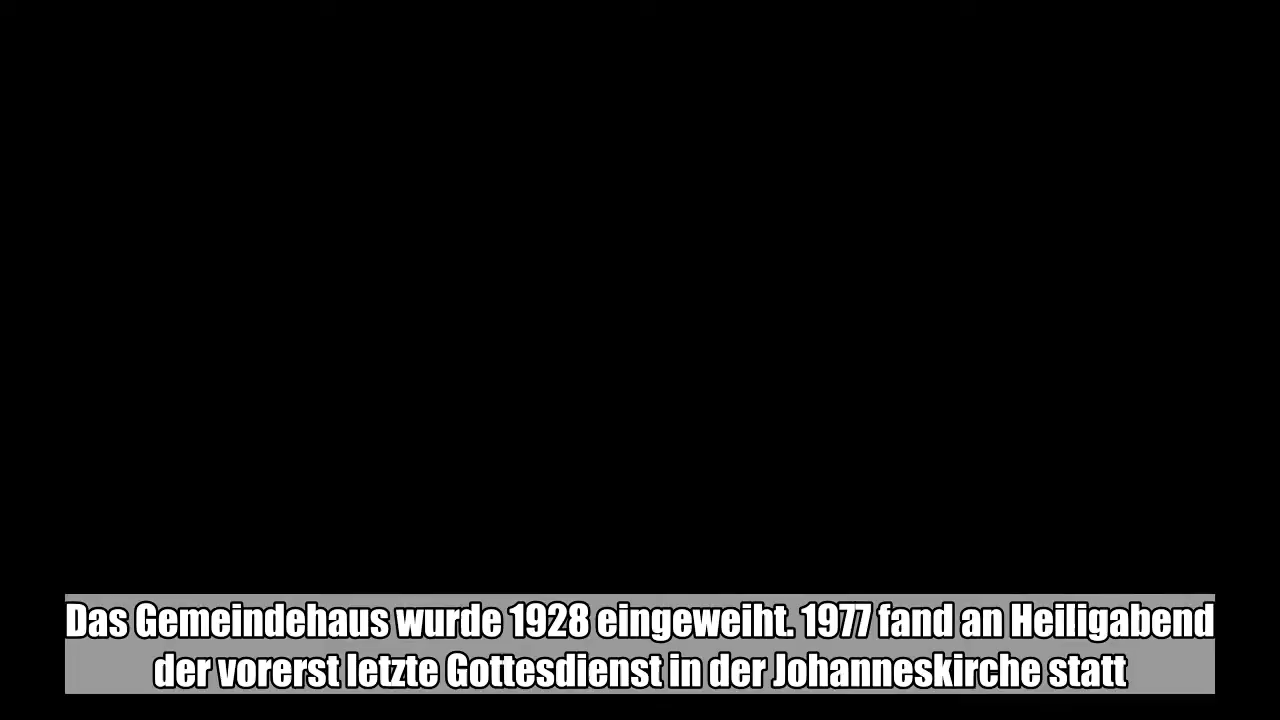 Das Gemeindehaus wurde 1928 eingeweiht. 1977 fand an Heiligabend
der vorerst letzte Gottesdienst in der Johanneskirche statt